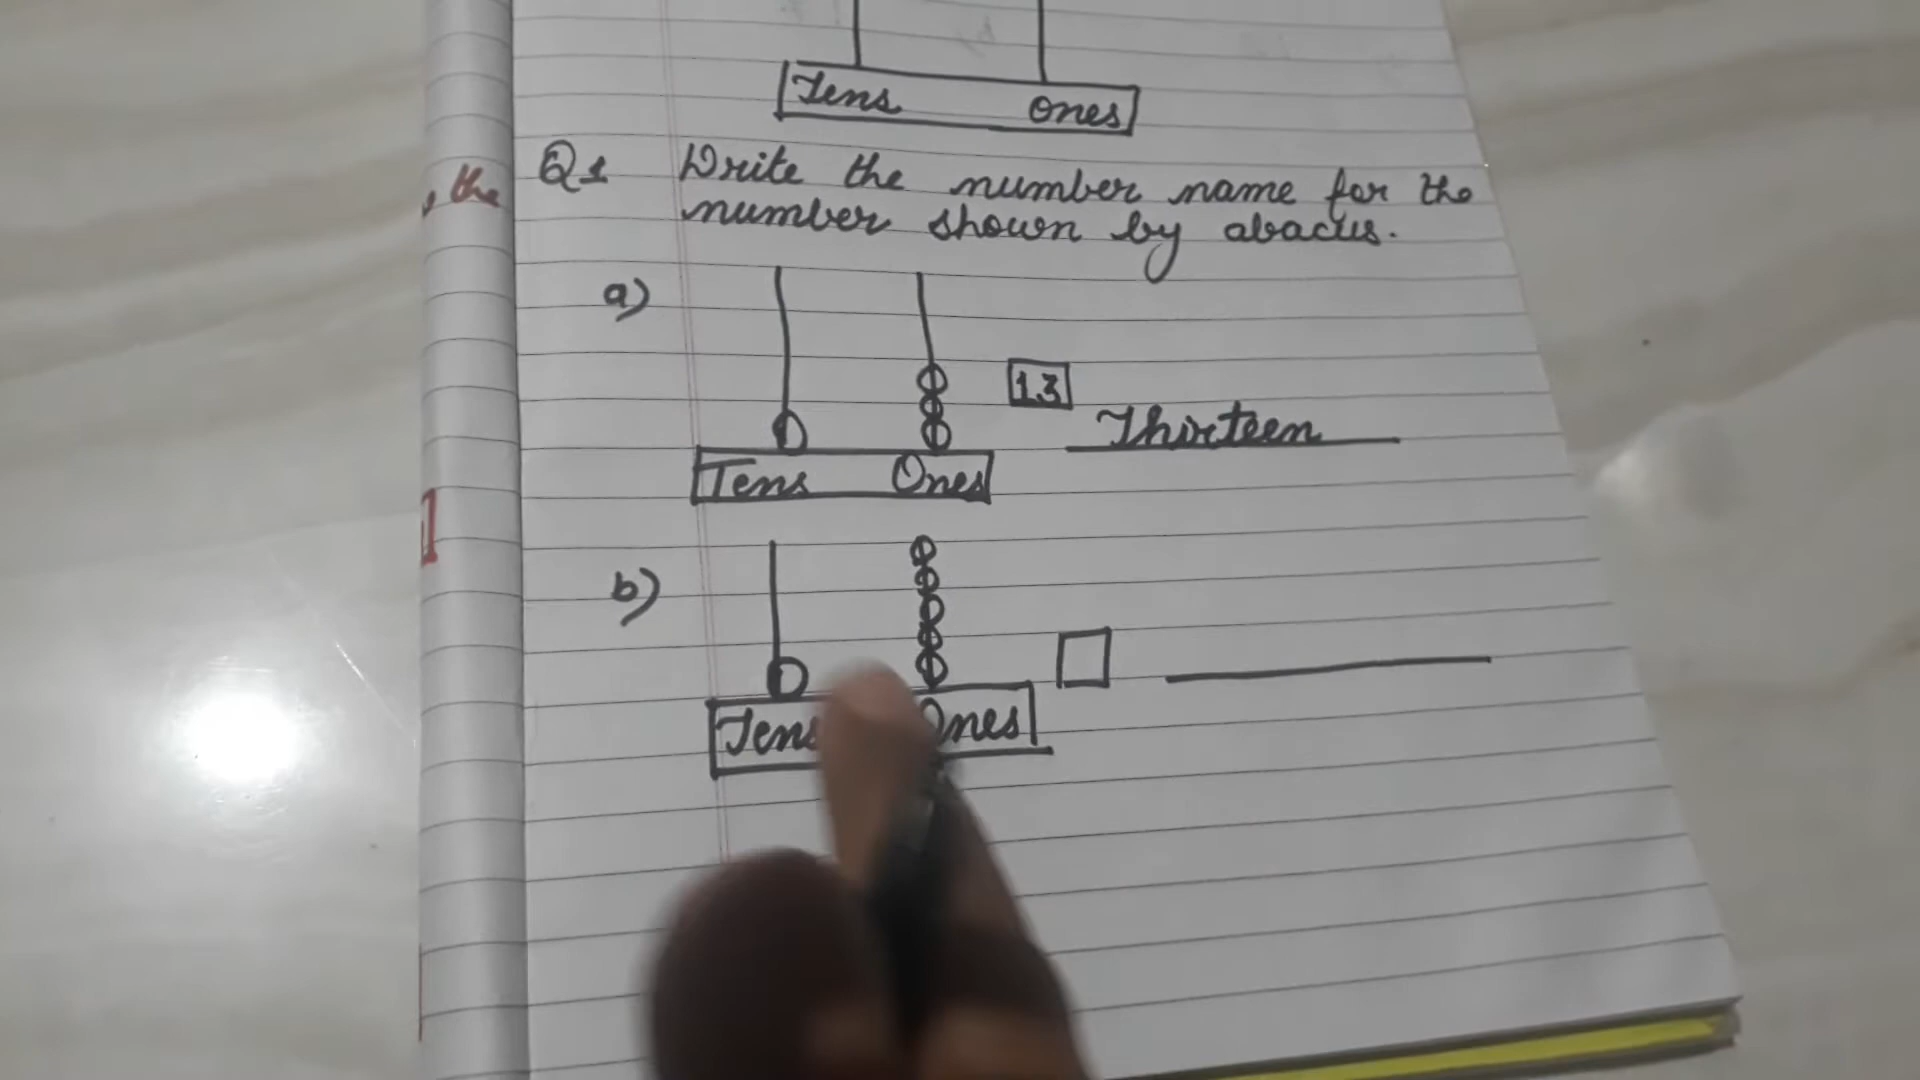 Tens Ones
the
Q1 Write the number name for the
number shown by abacus.
a)
13
Thirteen
Tens Ones
b)
Tens Ones